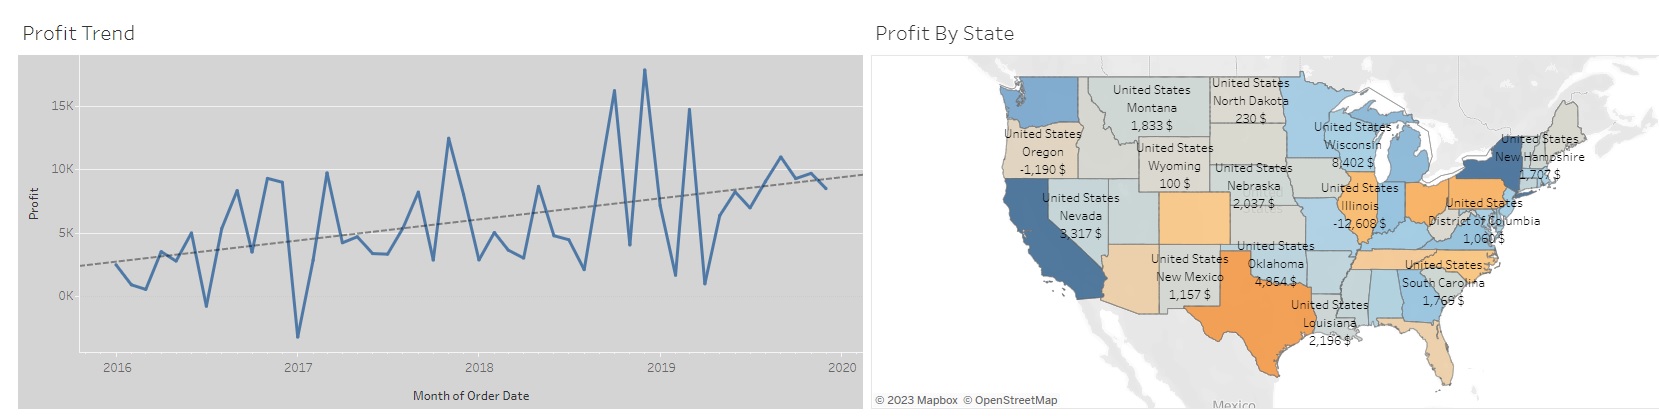 Profit Trend
15K
10K
5K
0K
Profit
2016
2017
2018
2019
2020
Month of Order Date
Profit By State
United States
Montana
1,833 $
United States
North Dakota
230 $
United States
Oregon
-1,190 $
United States
Wyoming
100 $
United States
Wisconsin
8,402 $
United States
New Hampshire
1,707 $
United States
Nebraska
2,037 $
United States
Nevada
3,317 $
United States
Illinois
-12,608 $
United States
District of Columbia
1,060 $
United States
New Mexico
1,157 $
United States
Oklahoma
4,854 $
United States
South Carolina
1,769 $
United States
Louisiana
2,196 $
Mexico
© 2023 Mapbox © OpenStreetMap